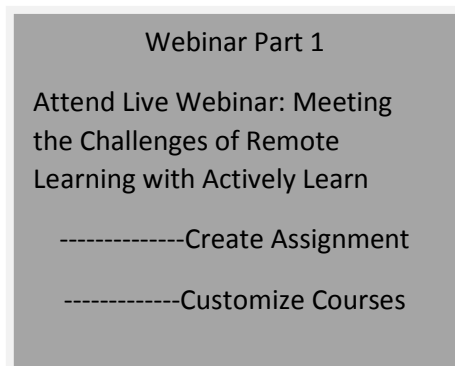 Webinar Part 1
Attend Live Webinar: Meeting
the Challenges of Remote
Learning with Actively Learn
--------------Create Assignment
-------------Customize Courses